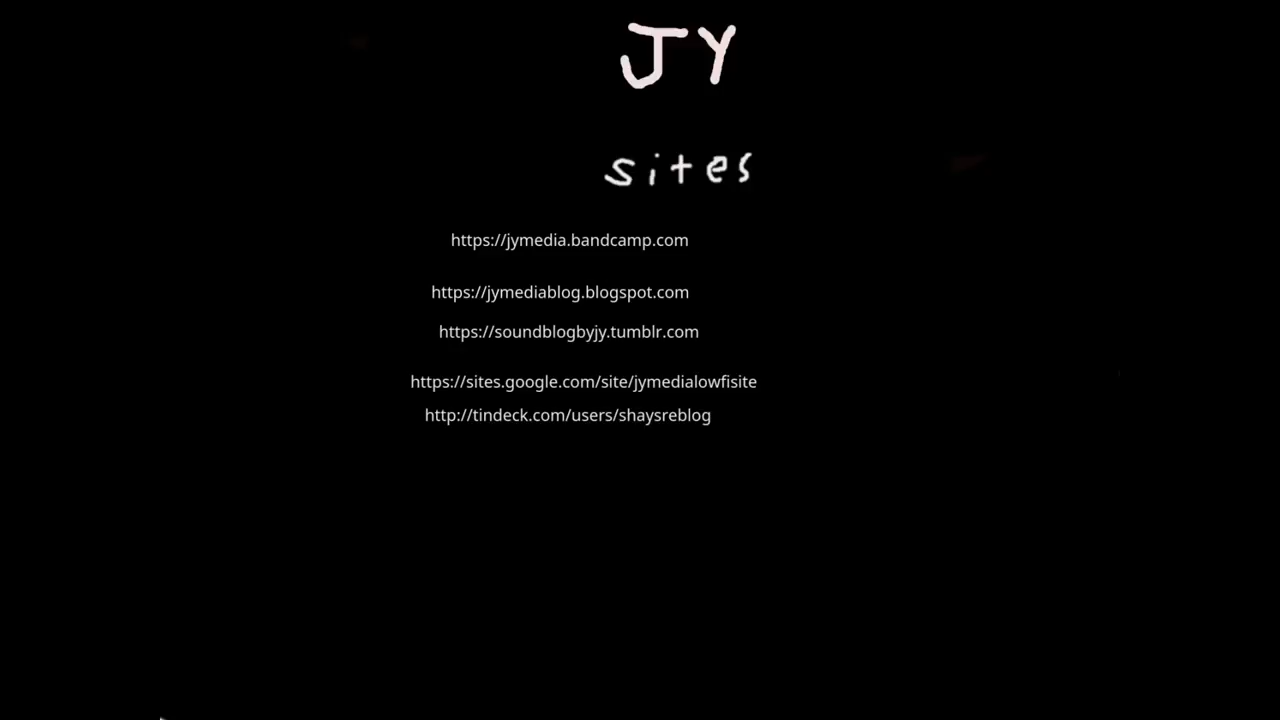 JY
sites
https://jymedia.bandcamp.com
https://jymediablog.blogspot.com
https://soundblogbyjy.tumblr.com
https://sites.google.com/site/jymedialowfisite
http://tindeck.com/users/shaysreblog